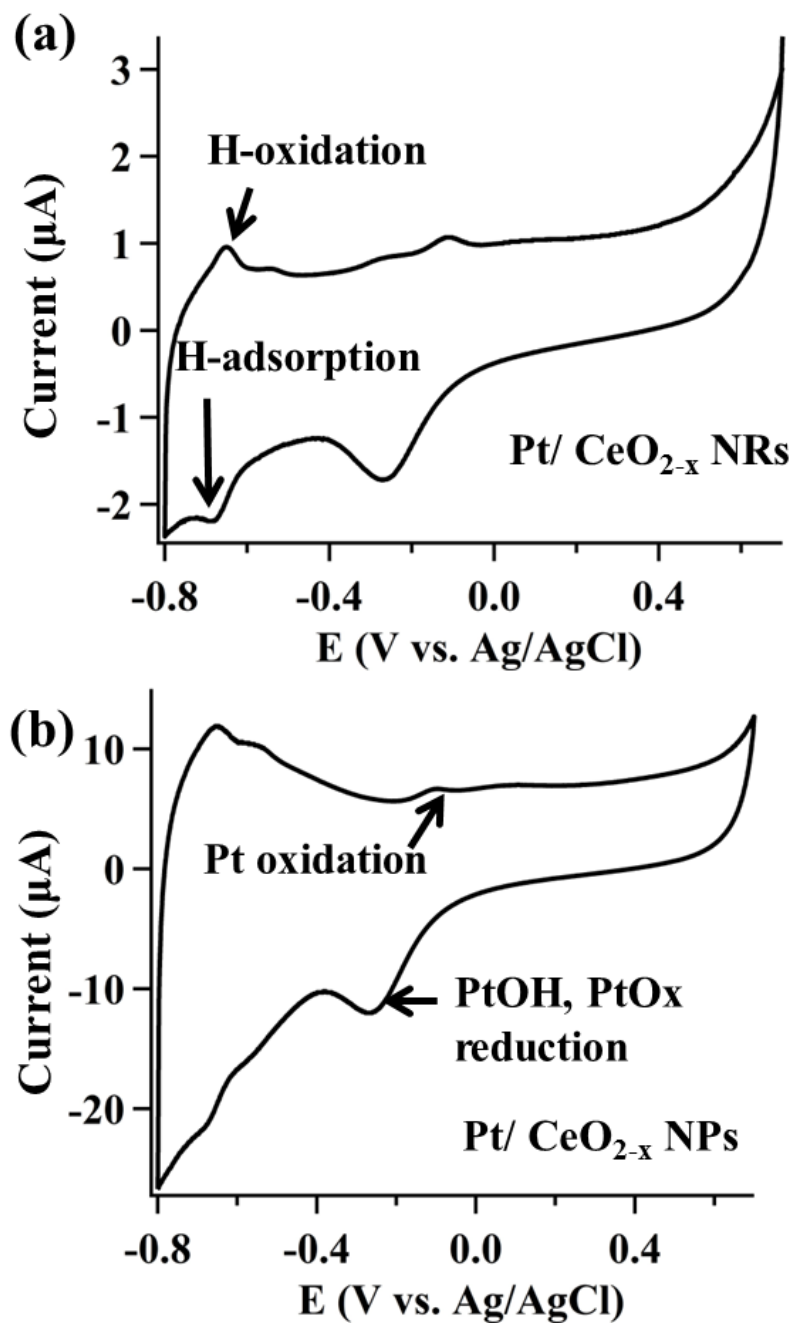 (a)
3
2
1
0
-1
-2
Current (μA)
H-oxidation
H-adsorption
Pt/ CeO2-x NRs
-0.8
-0.4
0.0
0.4
E (V vs. Ag/AgCl)
(b)
10
0
-10
-20
Current (μA)
Pt oxidation
PtOH, PtOx
reduction
Pt/ CeO2-x NPs
-0.8
-0.4
0.0
0.4
E (V vs. Ag/AgCl)